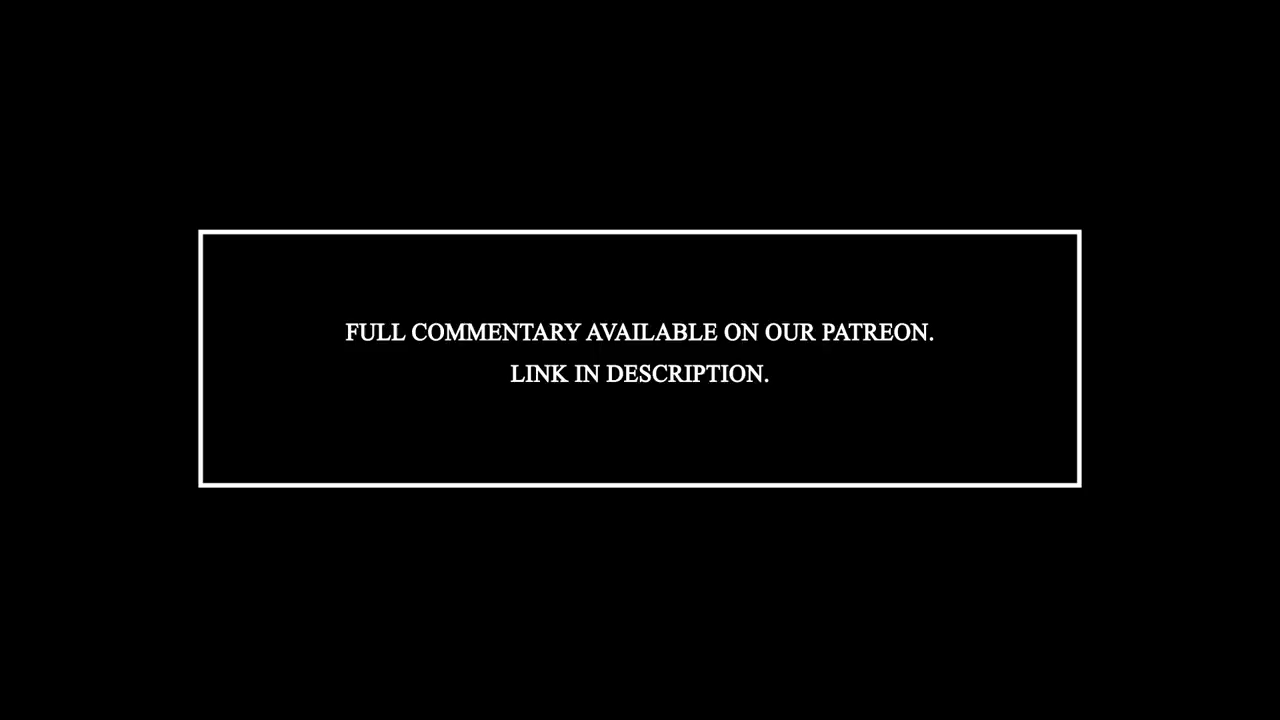 FULL COMMENTARY AVAILABLE ON OUR PATREON.
LINK IN DESCRIPTION.